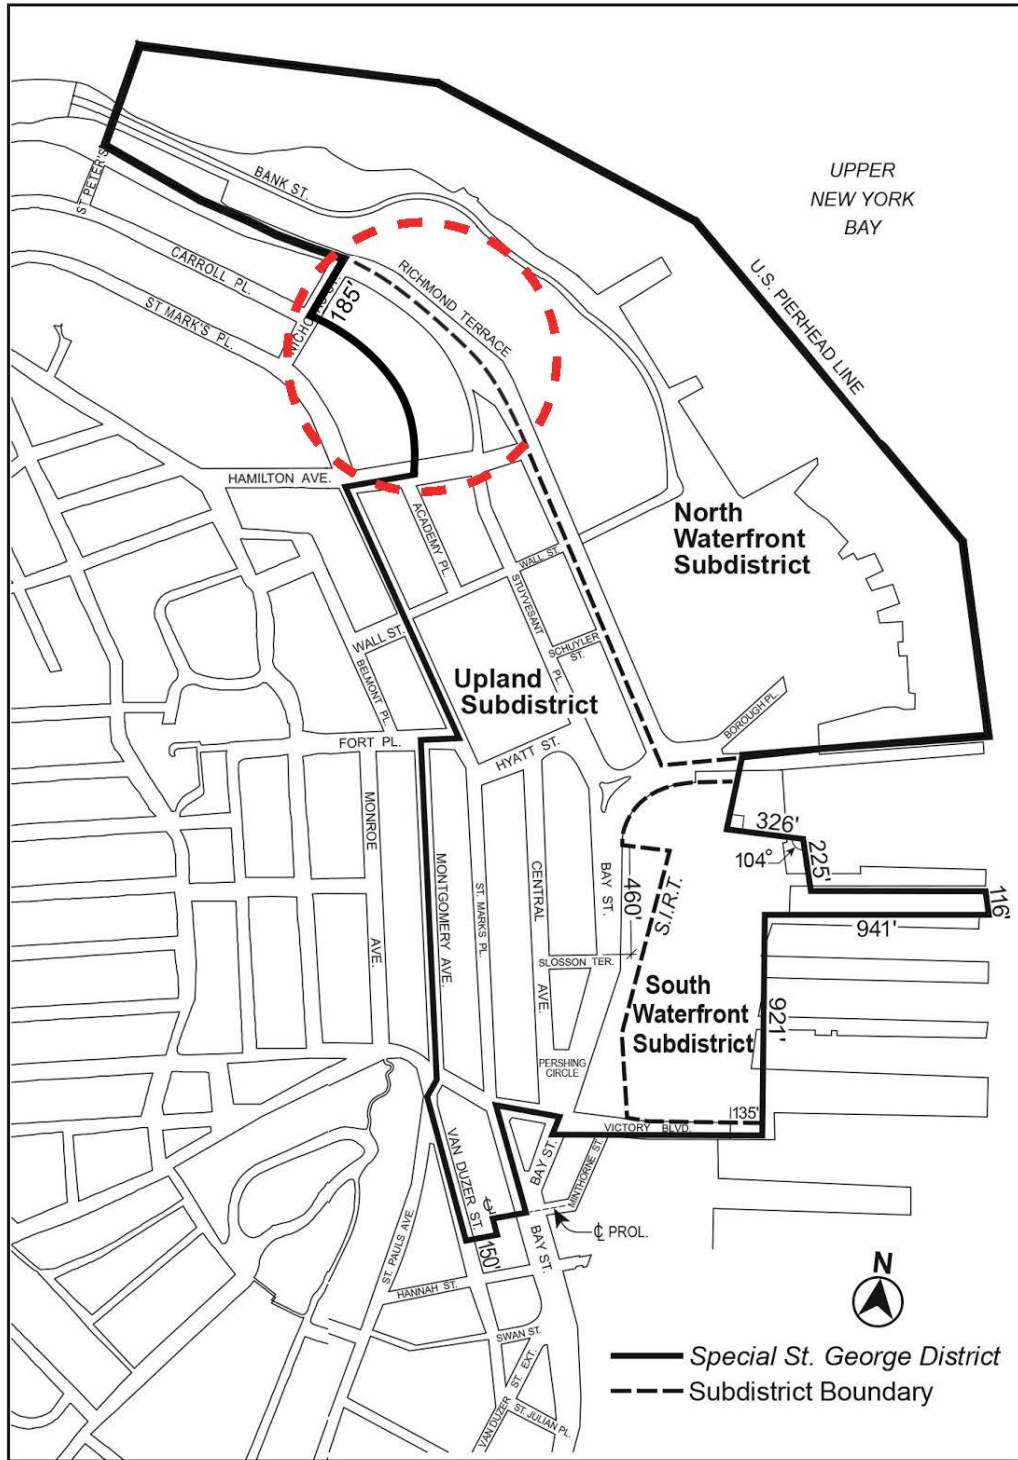 UPPER
NEW YORK
BAY
ST PETER'S
BANK ST.
CARROLL PL.
ST MARK'S PL.
RICHMOND TERRACE
185'
U.S. PIERHEAD LINE
HAMILTON AVE.
ACADEMY PL.
North
Waterfront
Subdistrict
WALL ST.
STUYVESANT
PL.
SCHUYLER
ST.
WALL ST.
BELMONT PL.
Upland
Subdistrict
BOROUGH PL.
FORT PL.
HYATT ST.
MONROE
AVE.
MONTGOMERY AVE.
ST. MARKS PL.
CENTRAL
AVE.
BAY ST.
460'
S.I.R.T.
326'
104°
225'
116'
941'
921'
SLOSSON TER.
South
Waterfront
Subdistrict
PERSHING
CIRCLE
135'
VICTORY BLVD.
VAN DUZER ST.
BAY ST.
MINTHORNE ST.
℄
℄ PROL.
150'
BAY ST.
ST. PAULS AVE.
HANNAH ST.
SWAN ST.
VAN DUZER ST. EXT.
ST. JULIAN PL.
N
Special St. George District
Subdistrict Boundary